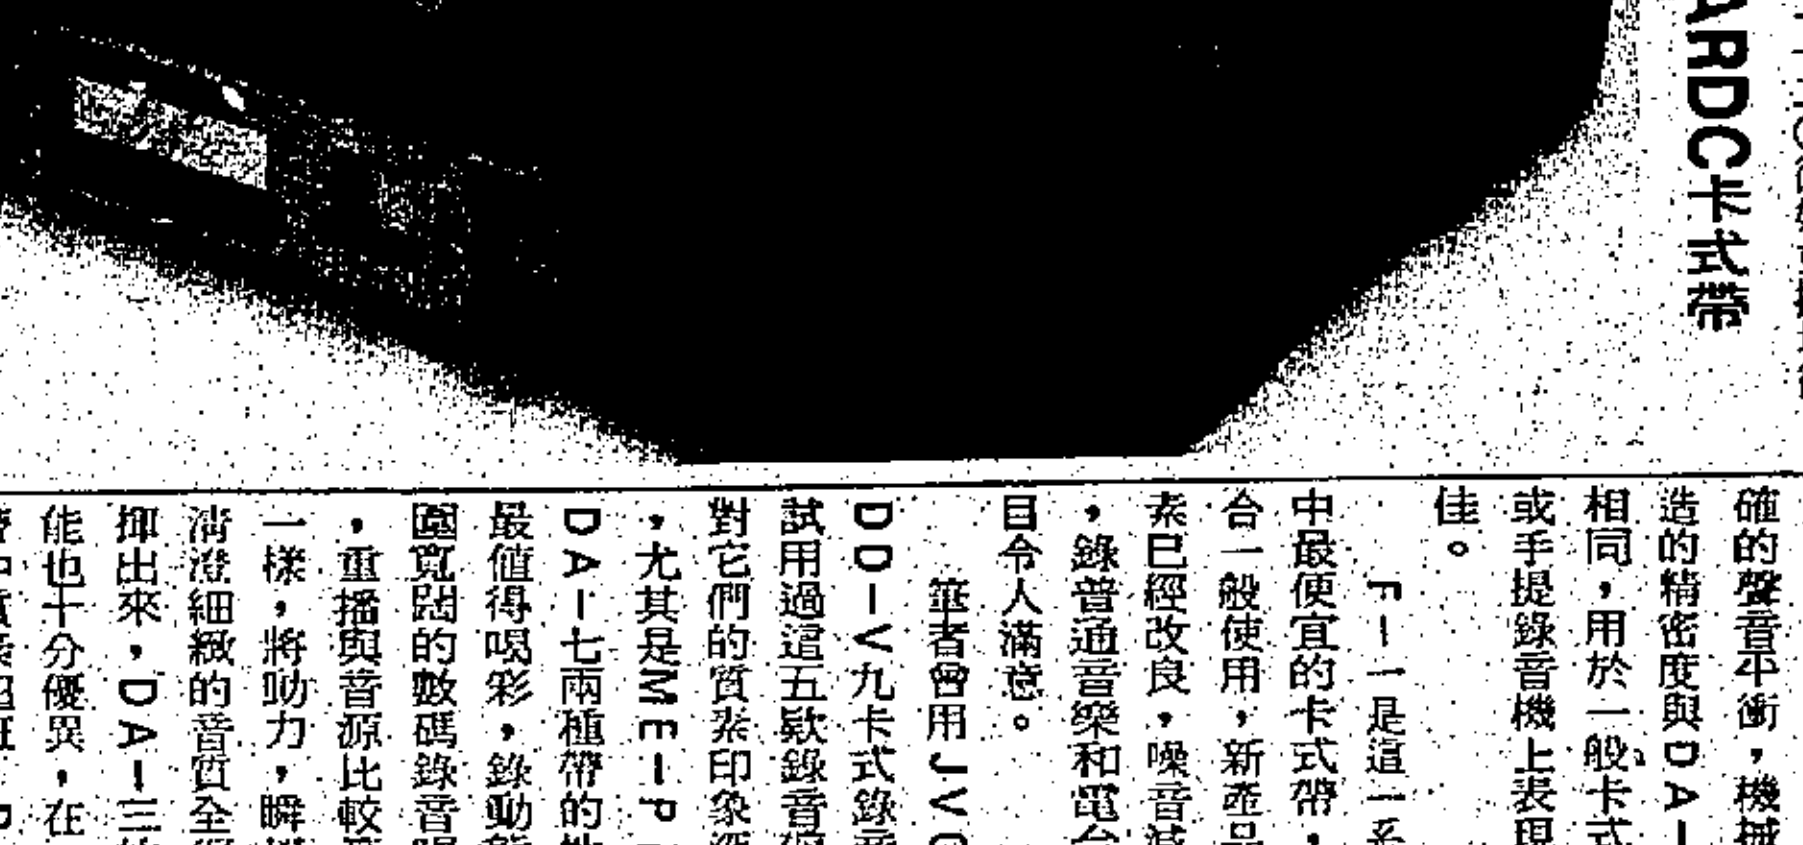 ARDC卡式帶
確的聲音平衡，機械
造的精密度與DA－
相同，用於一般卡式
或手提錄音機上表現
佳。
F－一是這一系
中最便宜的卡式帶，
合一般使用，新產品
素已經改良，噪音減
，錄普通音樂和電台
目令人滿意。
筆者曾用JVC
DD－V九卡式錄音
試用過這五款錄音
對它們的質素印象深
，尤其是ME－P
DA－七兩種帶的性
最值得喝彩，錄動態
圍寬闊的數碼錄音唱
，重播與音源比較
一樣，將動力，瞬
清澄細緻的音質全
揮出來，DA－三的
能也十分優異，在